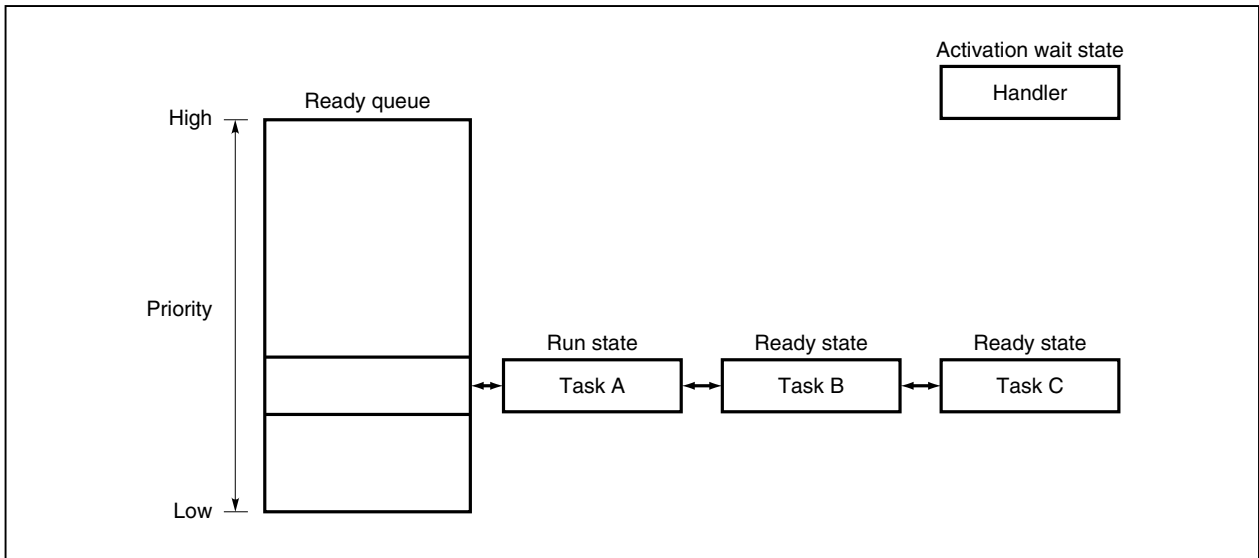 Activation wait state
Handler
Ready queue
High
Priority
Run state
Ready state
Ready state
Task A
Task B
Task C
Low